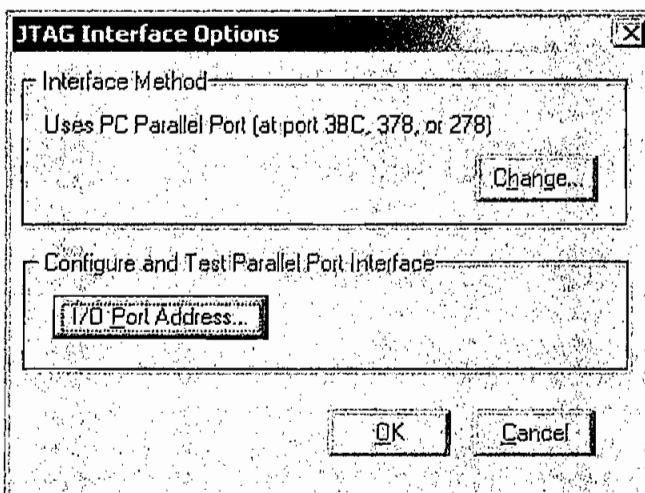 JTAG Interface Options
Interface Method
Uses PC Parallel Port (at port 3BC, 378, or 278)
Change...
Configure and Test Parallel Port Interface
I/O Port Address...
OK
Cancel